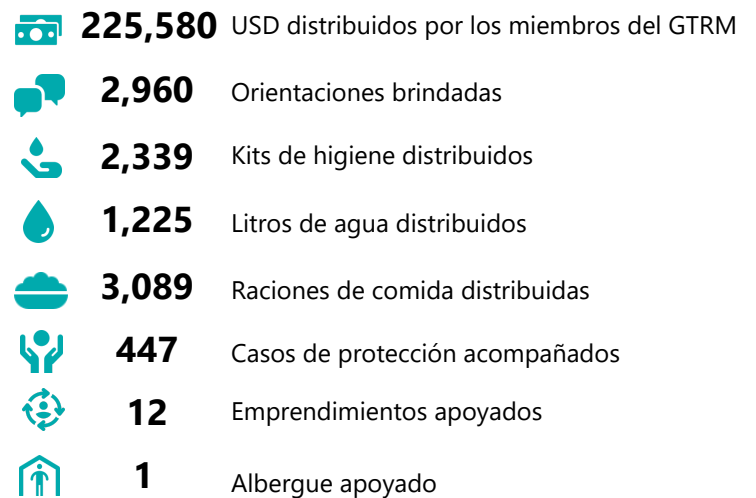 225,580 USD distribuidos por los miembros del GTRM
2,960 Orientaciones brindadas
2,339 Kits de higiene distribuidos
1,225 Litros de agua distribuidos
3,089 Raciones de comida distribuidas
447 Casos de protección acompañados
12 Emprendimientos apoyados
1 Albergue apoyado